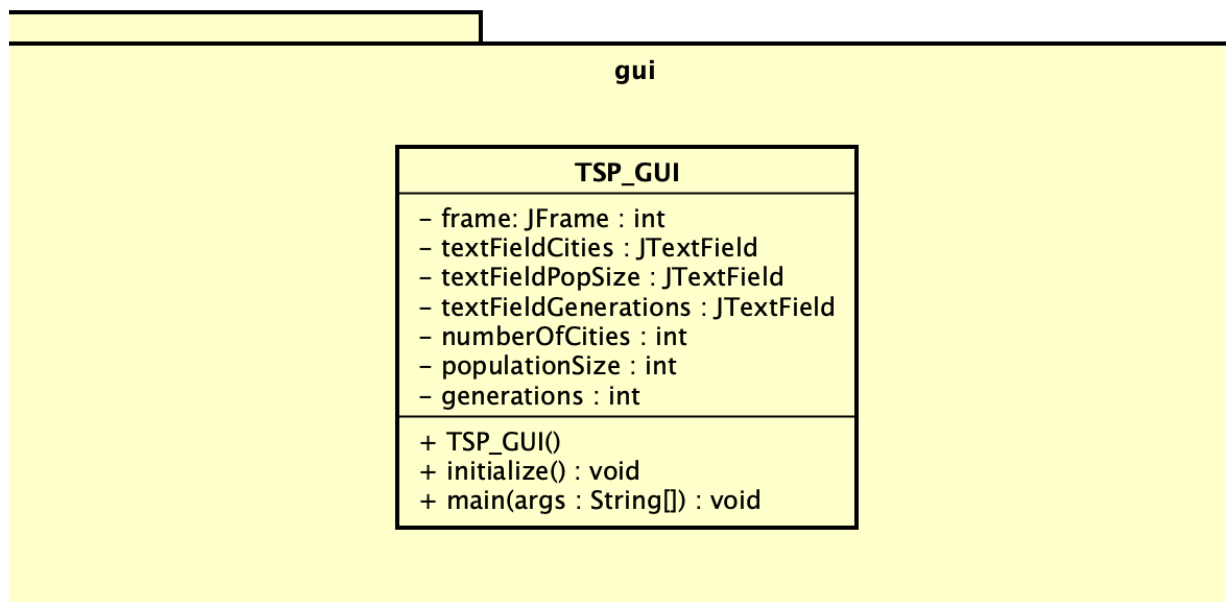 gui
TSP_GUI
– frame: JFrame : int
– textFieldCities : JTextField
– textFieldPopSize : JTextField
– textFieldGenerations : JTextField
– numberOfCities : int
– populationSize : int
– generations : int
+ TSP_GUI()
+ initialize() : void
+ main(args : String[]) : void